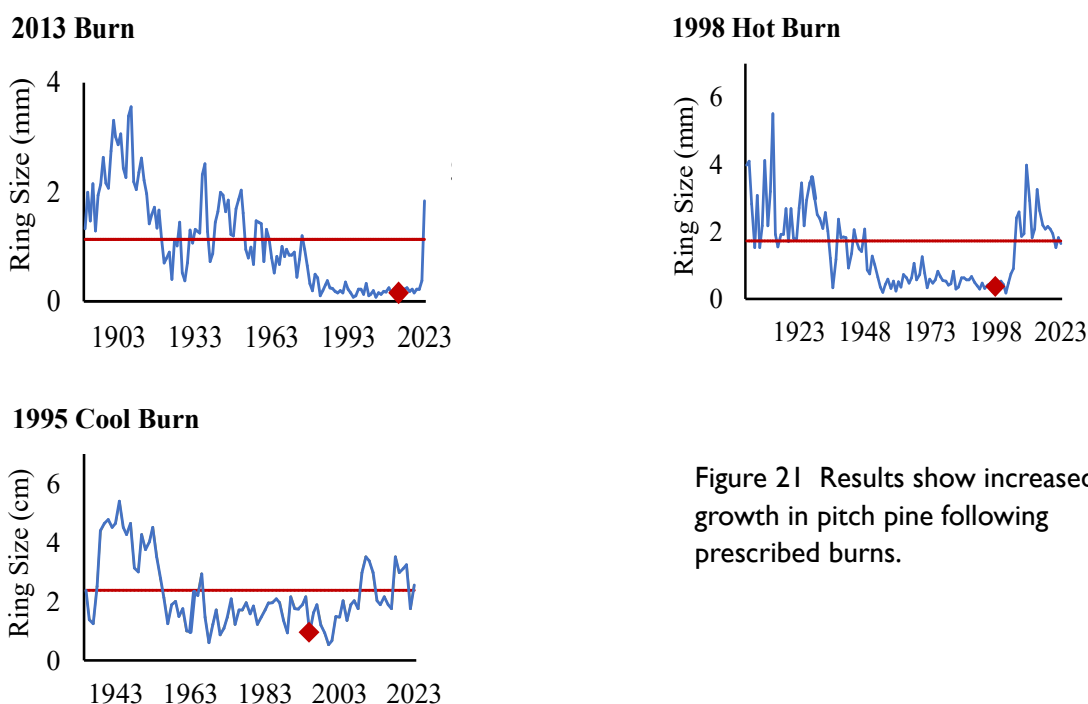 2013 Burn
Ring Size (mm)
4
2
0
1903 1933 1963 1993 2023
1998 Hot Burn
Ring Size (mm)
6
4
2
0
1923 1948 1973 1998 2023
1995 Cool Burn
Ring Size (cm)
6
4
2
0
1943 1963 1983 2003 2023
Figure 21 Results show increased
growth in pitch pine following
prescribed burns.